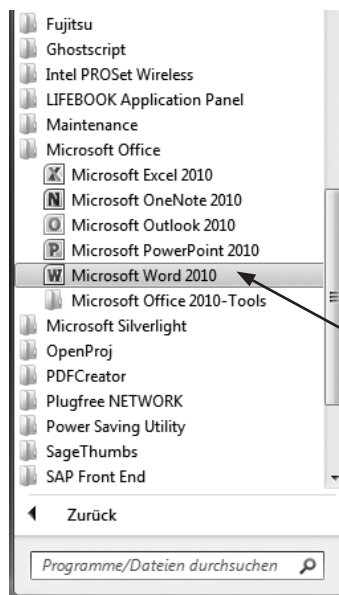 Fujitsu
Ghostscript
Intel PROSet Wireless
LIFEBOOK Application Panel
Maintenance
Microsoft Office
Microsoft Excel 2010
Microsoft OneNote 2010
Microsoft Outlook 2010
Microsoft PowerPoint 2010
Microsoft Word 2010
Microsoft Office 2010-Tools
Microsoft Silverlight
OpenProj
PDFCreator
Plugfree NETWORK
Power Saving Utility
SageThumbs
SAP Front End
Zurück
Programme/Dateien durchsuchen